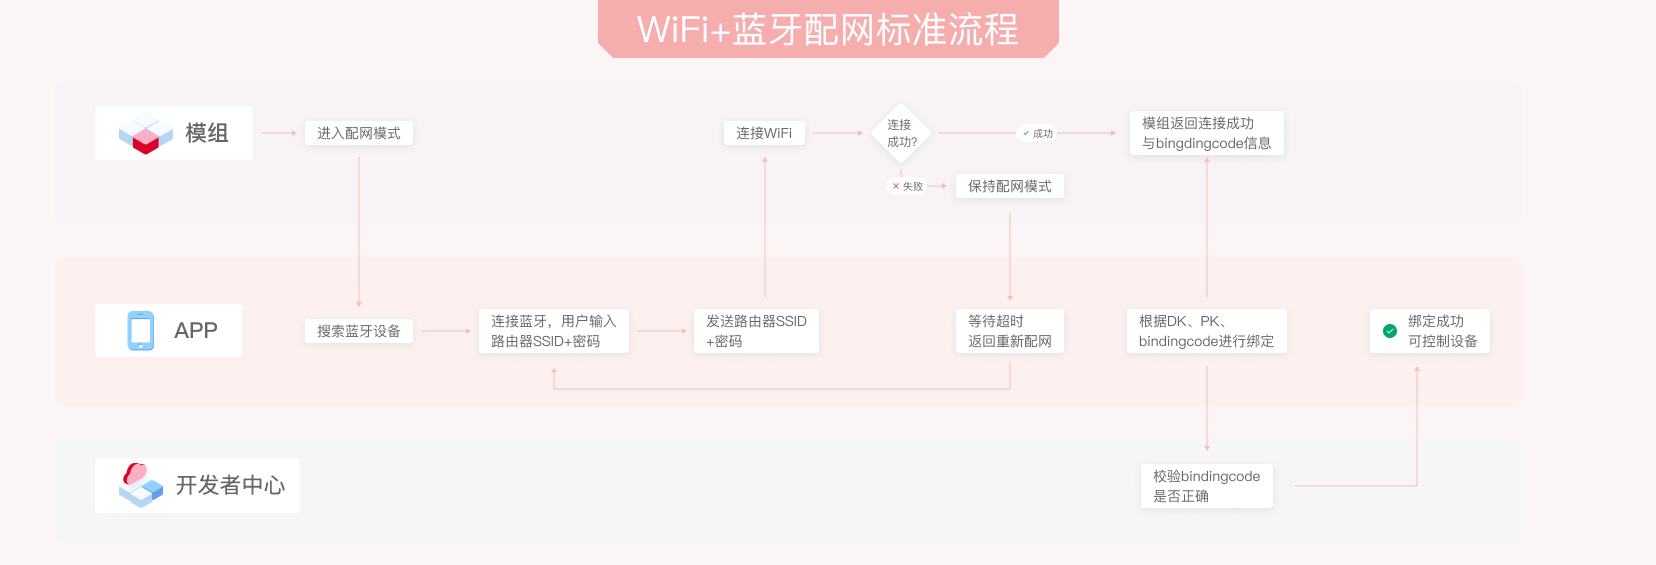 WiFi+蓝牙配网标准流程
模组
进入配网模式
连接WiFi
连接
成功?
成功
模组返回连接成功
与bingdingcode信息
失败
保持配网模式
APP
搜索蓝牙设备
连接蓝牙，用户输入
路由器SSID+密码
发送路由器SSID
+密码
等待超时
返回重新配网
根据DK、PK、
bindingcode进行绑定
绑定成功
可控制设备
开发者中心
校验bindingcode
是否正确